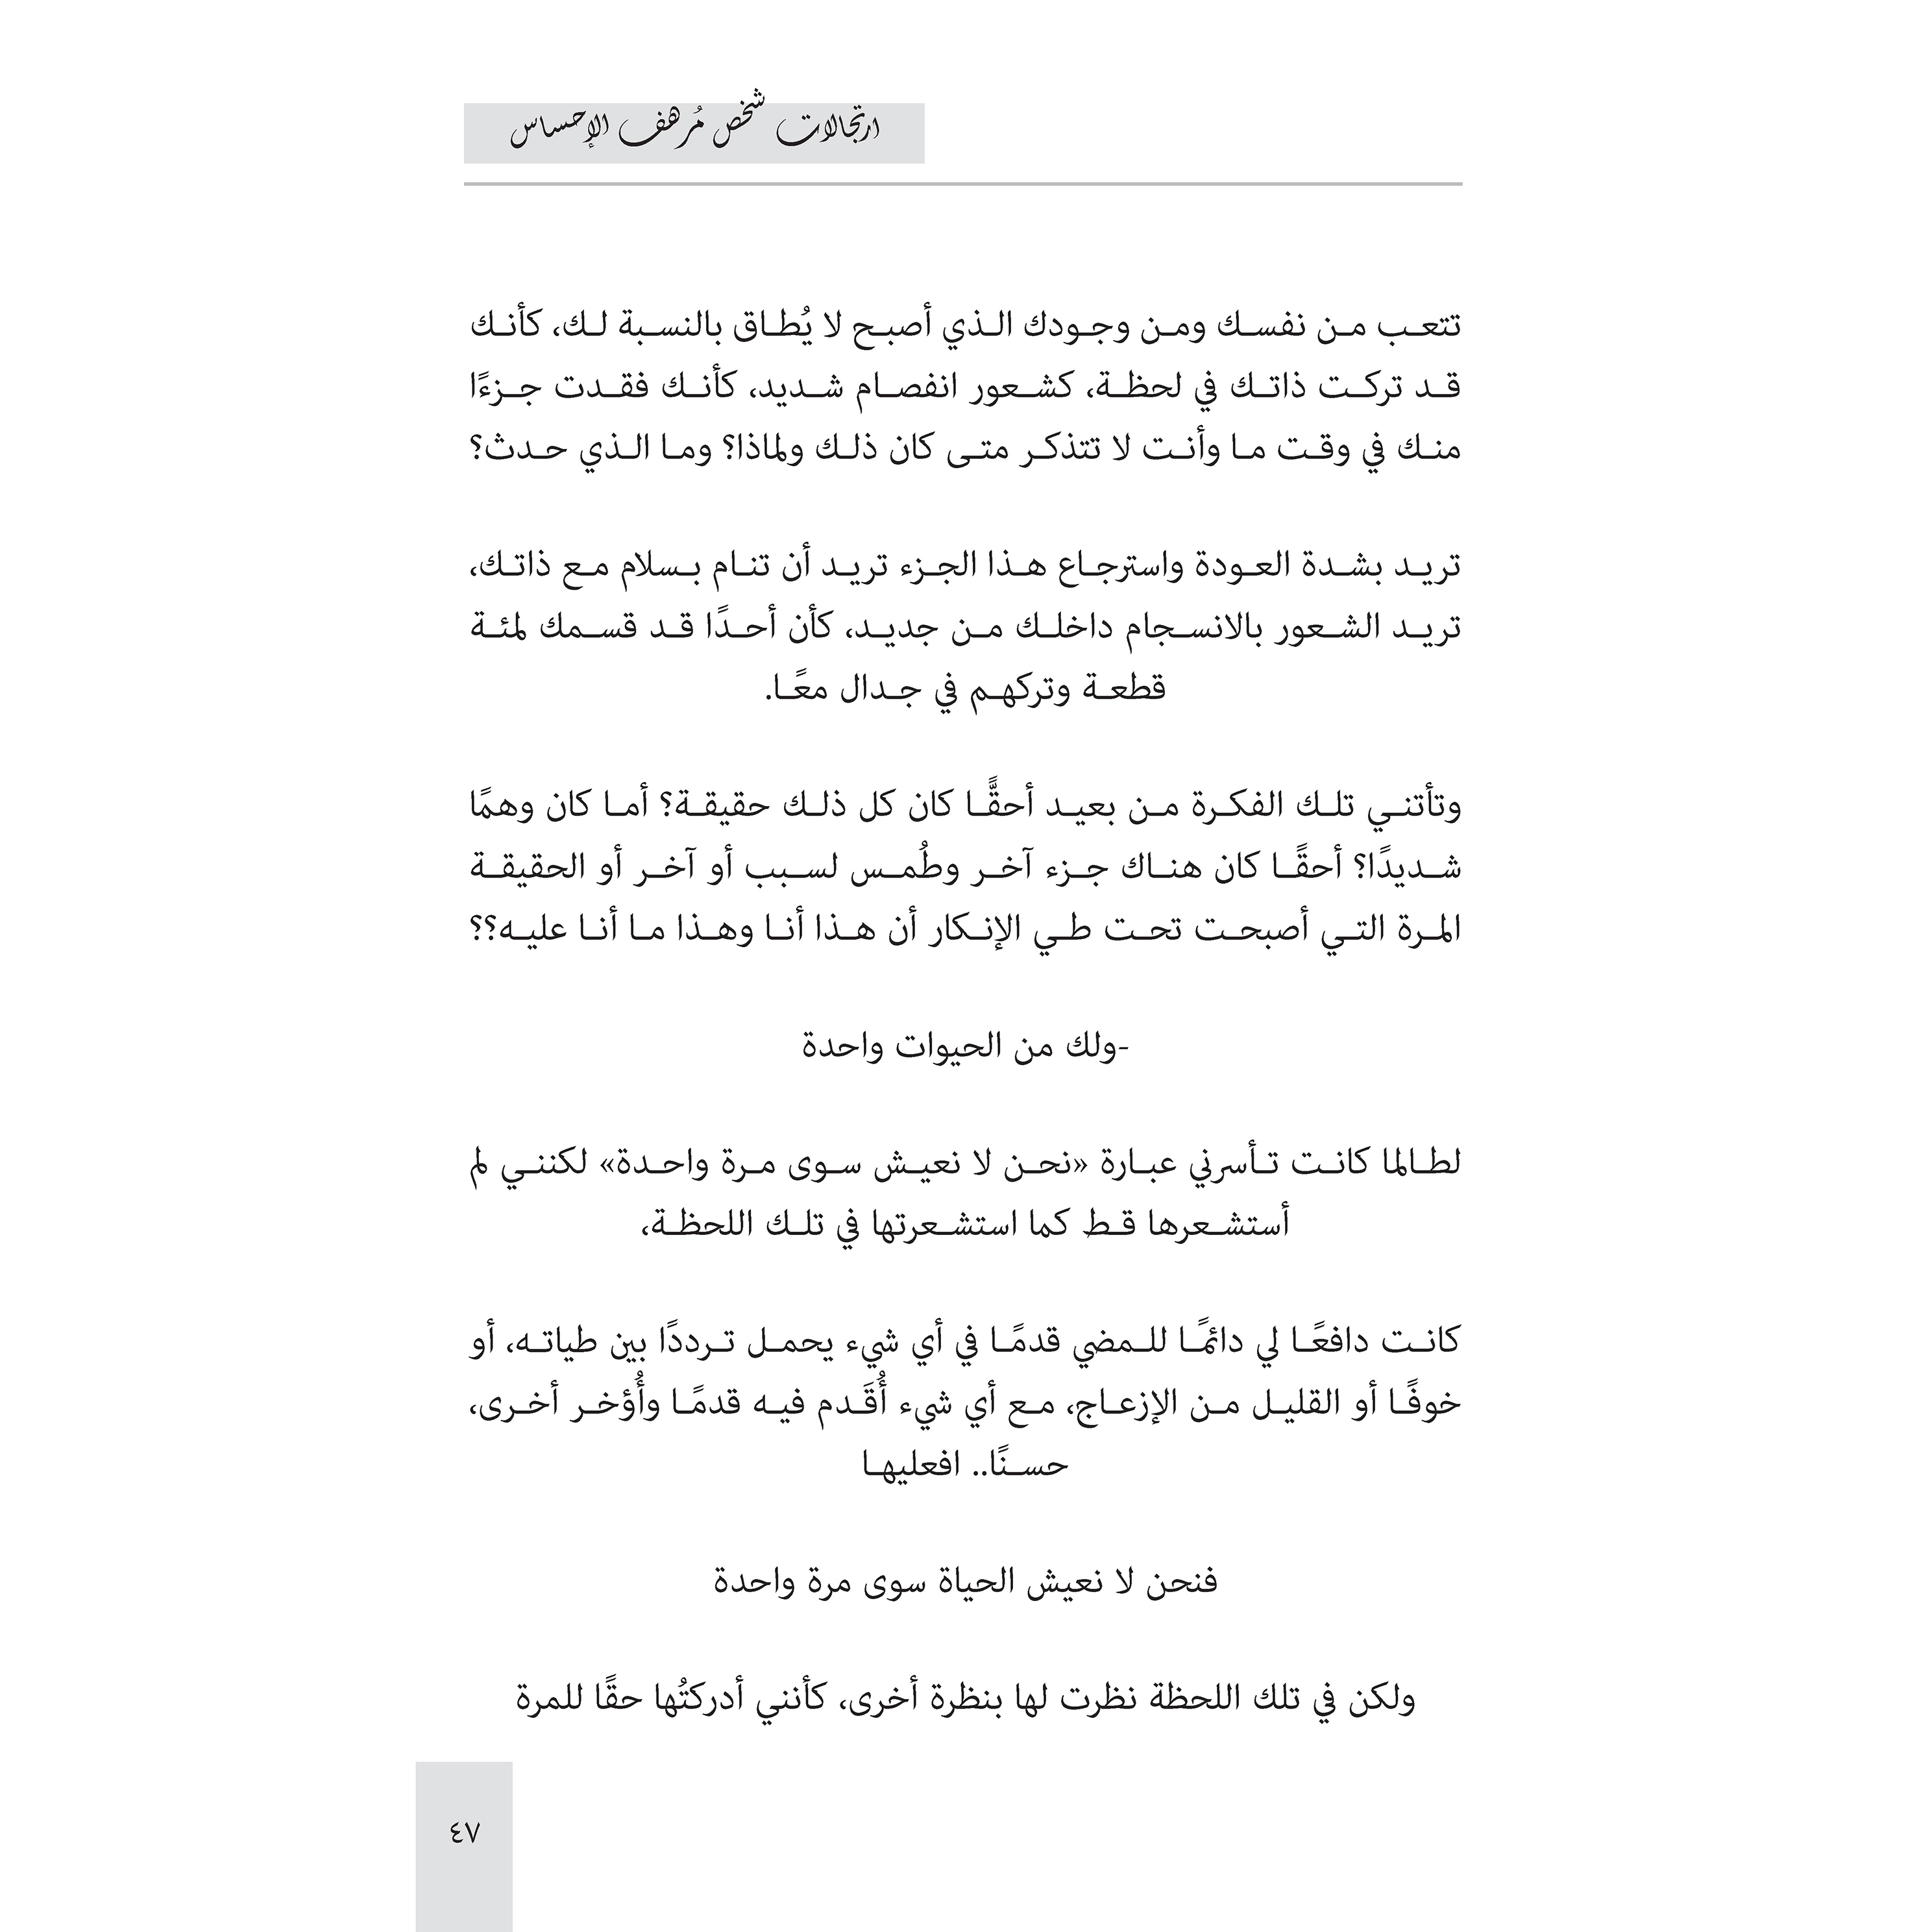 ارتجالات شخص مُرهف الإحساس
تتعب من نفسك ومن وجودك الذي أصبح لا يُطاق بالنسبة لك، كأنك
قد تركت ذاتك في لحظة، كشعور انفصام شديد، كأنك فقدت جزءًا
منك في وقت ما وأنت لا تتذكر متى كان ذلك ولماذا؟ وما الذي حدث؟
تريد بشدة العودة واسترجاع هذا الجزء تريد أن تنام بسلام مع ذاتك،
تريد الشعور بالانسجام داخلك من جديد، كأن أحدًا قد قسمك لمئة
قطعة وتركهم في جدال معًا.
وتأتني تلك الفكرة من بعيد أحقًّا كان كل ذلك حقيقة؟ أما كان وهمًا
شديدًا؟ أحقًا كان هناك جزء آخر وطُمس لسبب أو آخر أو الحقيقة
المرة التي أصبحت تحت طي الإنكار أن هذا أنا وهذا ما أنا عليه؟؟
-ولك من الحيوات واحدة
لطالما كانت تأسرني عبارة «نحن لا نعيش سوى مرة واحدة» لكنني لم
أستشعرها قط كما استشعرتها في تلك اللحظة،
كانت دافعًا لي دائمًا للمضي قدمًا في أي شيء يحمل ترددًا بين طياته، أو
خوفًا أو القليل من الإزعاج، مع أي شيء أُقَدم فيه قدمًا وأُؤخر أخرى،
حسنًا.. افعليها
فنحن لا نعيش الحياة سوى مرة واحدة
ولكن في تلك اللحظة نظرت لها بنظرة أخرى، كأنني أدركتُها حقًا للمرة
٤٧